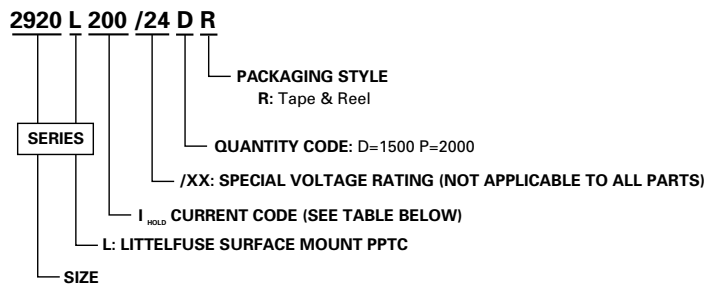 2920 L 200 /24 D R
PACKAGING STYLE
R: Tape & Reel
SERIES
QUANTITY CODE: D=1500 P=2000
/XX: SPECIAL VOLTAGE RATING (NOT APPLICABLE TO ALL PARTS)
I HOLD CURRENT CODE (SEE TABLE BELOW)
L: LITTELFUSE SURFACE MOUNT PPTC
SIZE